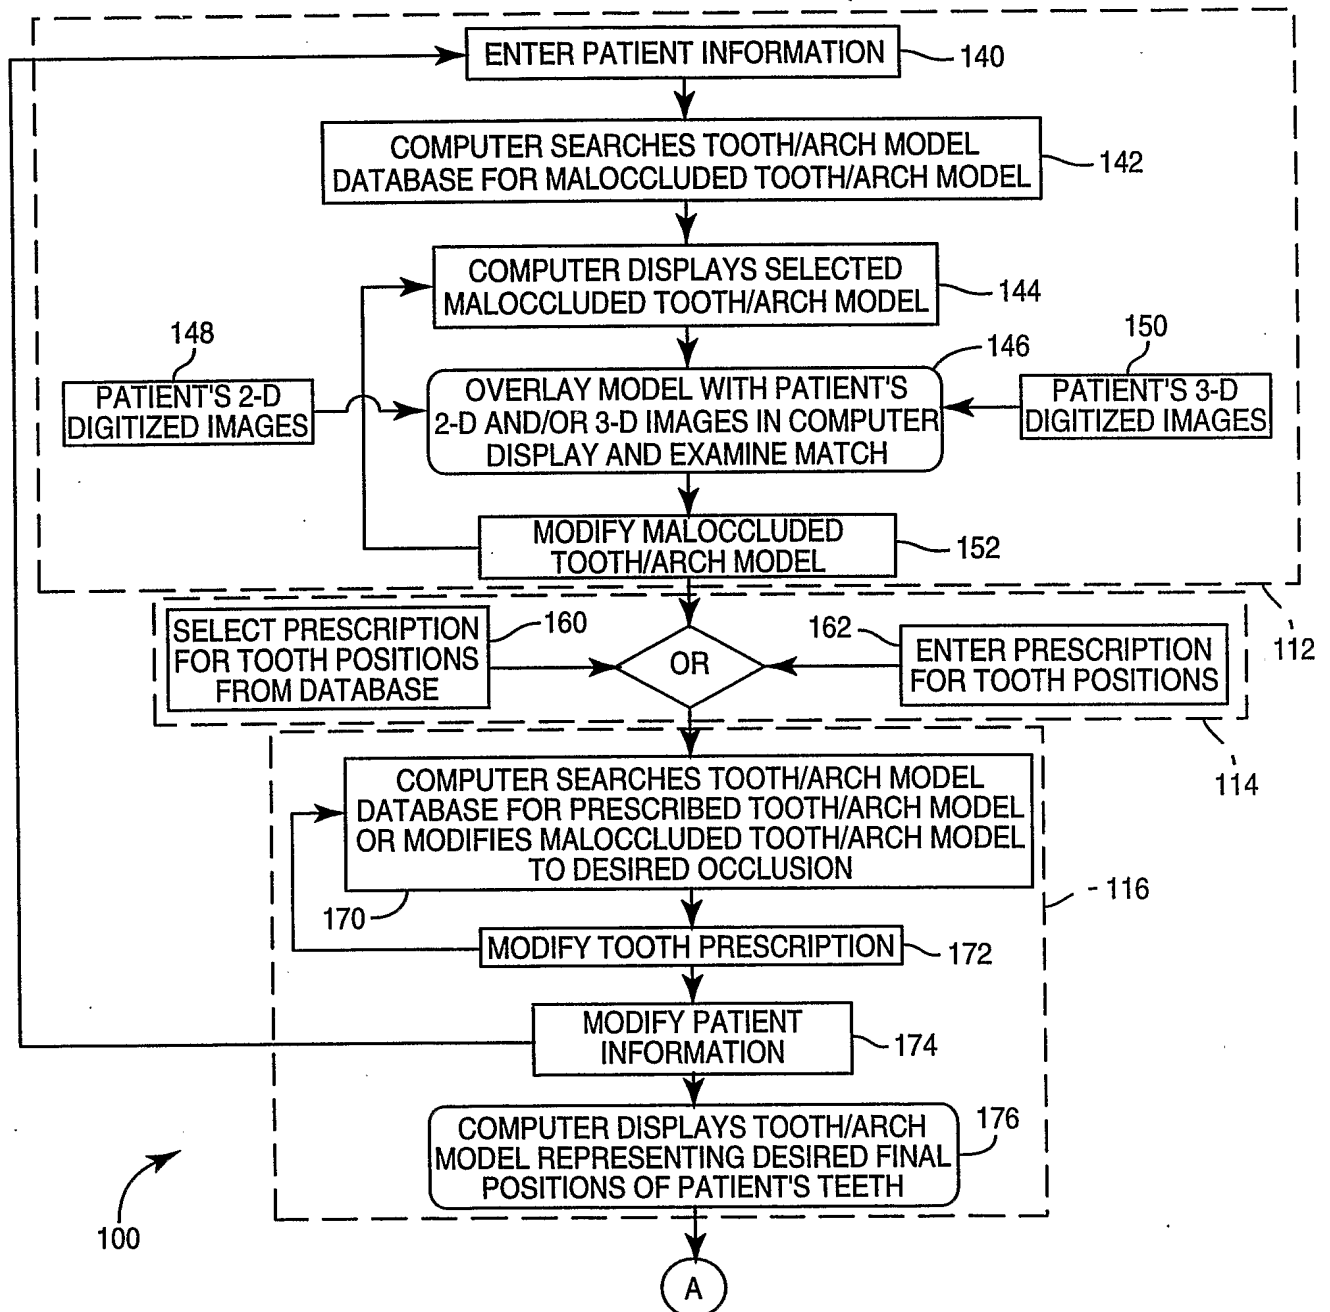 ENTER PATIENT INFORMATION
140
COMPUTER SEARCHES TOOTH/ARCH MODEL
DATABASE FOR MALOCCLUDED TOOTH/ARCH MODEL
142
COMPUTER DISPLAYS SELECTED
MALOCCLUDED TOOTH/ARCH MODEL
144
148
PATIENT'S 2-D
DIGITIZED IMAGES
146
OVERLAY MODEL WITH PATIENT'S
2-D AND/OR 3-D IMAGES IN COMPUTER
DISPLAY AND EXAMINE MATCH
150
PATIENT'S 3-D
DIGITIZED IMAGES
MODIFY MALOCCLUDED
TOOTH/ARCH MODEL
152
112
SELECT PRESCRIPTION
FOR TOOTH POSITIONS
FROM DATABASE
160
OR
162
ENTER PRESCRIPTION
FOR TOOTH POSITIONS
114
COMPUTER SEARCHES TOOTH/ARCH MODEL
DATABASE FOR PRESCRIBED TOOTH/ARCH MODEL
OR MODIFIES MALOCCLUDED TOOTH/ARCH MODEL
TO DESIRED OCCLUSION
170
116
MODIFY TOOTH PRESCRIPTION
172
MODIFY PATIENT
INFORMATION
174
COMPUTER DISPLAYS TOOTH/ARCH
MODEL REPRESENTING DESIRED FINAL
POSITIONS OF PATIENT'S TEETH
176
100
A